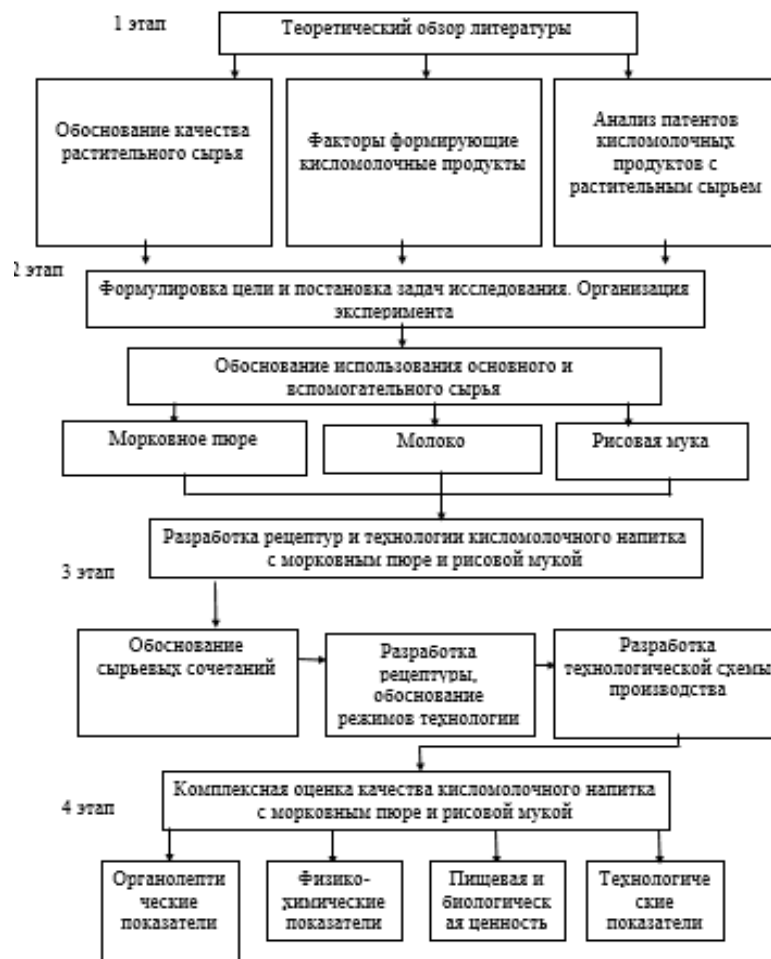 1 этап
Теоретический обзор литературы
Обоснование качества
растительного сырья
Факторы формирующие
кисломолочные продукты
Анализ патентов
кисломолочных
продуктов с
растительным сырьем
2 этап
Формулировка цели и постановка задач исследования. Организация
эксперимента
Обоснование использования основного и
вспомогательного сырья
Морковное пюре
Молоко
Рисовая мука
Разработка рецептур и технологии кисломолочного напитка
с морковным пюре и рисовой мукой
3 этап
Обоснование
сырьевых сочетаний
Разработка
рецептуры,
обоснование
режимов технологии
Разработка
технологической схемы
производства
Комплексная оценка качества кисломолочного напитка
с морковным пюре и рисовой мукой
4 этап
Органолепти
ческие
показатели
Физико-
химические
показатели
Пищевая и
биологическ
ая ценность
Технологиче
ские
показатели